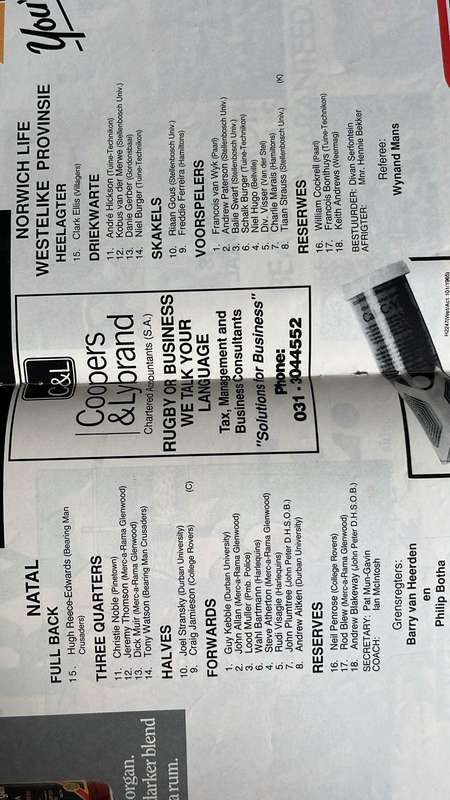 NATAL
FULL BACK
15. Hugh Reece-Edwards (Bearing Man
Crusaders)
THREE QUARTERS
11. Christie Noble (Pinetown)
12. Jeremy Thomson (Merc-a-Rama Glenwood)
13. Dick Muir (Merc-a-Rama Glenwood)
14. Tony Watson (Bearing Man Crusaders)
HALVES
10. Joel Stransky (Durban University)
9. Craig Jamieson (College Rovers) (C)
FORWARDS
1. Guy Kebble (Durban University)
2. John Allan (Merc-a-Rama Glenwood)
3. Lood Muller (Pmb. Police)
6. Wahl Bartmann (Harlequins)
4. Steve Atherton (Merc-a-Rama Glenwood)
5. Rudi Visagie (Harlequins)
7. John Plumtree (John Peter D.H.S.O.B.)
8. Andrew Aitken (Durban University)
RESERVES
16. Neil Penrose (College Rovers)
17. Rod Blew (Merc-a-Rama Glenwood)
18. Andrew Blakeway (John Peter D.H.S.O.B.)
SECRETARY: Pat Mun-Gavin
COACH: Ian McIntosh
Grensregters:
Barry van Heerden
en
Philip Botha
C&L
Coopers
& Lybrand
Chartered Accountants (S.A.)
RUGBY OR BUSINESS
WE TALK YOUR
LANGUAGE
Tax, Management and
Business Consultants
"Solutions for Business"
Phone:
031 - 3044552
NORWICH LIFE
WESTELIKE PROVINSIE
HEELAGTER
15. Clark Ellis (Villagers)
DRIEKWARTE
11. André Hickson (Tuine-Technikon)
12. Kobus van der Merwe (Stellenbosch Univ.)
13. Danie Gerber (Gordonsbaai)
14. Niel Burger (Tuine-Technikon)
SKAKELS
10. Riaan Gous (Stellenbosch Univ.)
9. Freddie Ferreira (Hamiltons)
VOORSPELERS
1. Francois van Wyk (Paarl)
2. Andrew Paterson (Stellenbosch Univ.)
3. Balie Swart (Stellenbosch Univ.)
6. Schalk Burger (Tuine-Technikon)
4. Niel Hugo (Bellville)
5. Div. Visser (Van der Stel)
7. Charlie Marais (Hamiltons)
8. Tiaan Strauss (Stellenbosch Univ.) (K)
RESERWES
16. William Cockrell (Paarl)
17. Francois Bonthuys (Tuine-Technikon)
18. Keith Andrews (Weermag)
BESTUURDER: Divan Serfontein
AFRIGTER: Mnr. Hennie Bekker
Referee:
Wynand Mans
You
organ.
darker blend
a rum.